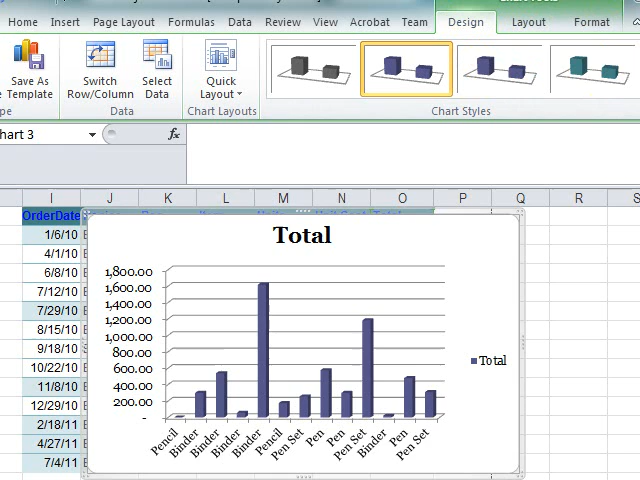 Home Insert Page Layout Formulas Data Review View Acrobat Team Design Layout Format
Save As
Template
Switch
Row/Column
Select
Data
Quick
Layout
Data
Chart Layouts
Chart Styles
hart 3
fx
I J K L M N O P Q R S
OrderDate
1/6/10
4/1/10
6/8/10
7/12/10
7/29/10
8/15/10
9/18/10
10/22/10
11/8/10
12/29/10
2/18/11
4/27/11
7/4/11
Total
1,800.00
1,600.00
1,400.00
1,200.00
1,000.00
800.00
600.00
400.00
200.00
-
Pencil Binder Binder Binder Binder Pencil Pen Set Pen Pen Pen Set Binder Pen Pen Set
Total